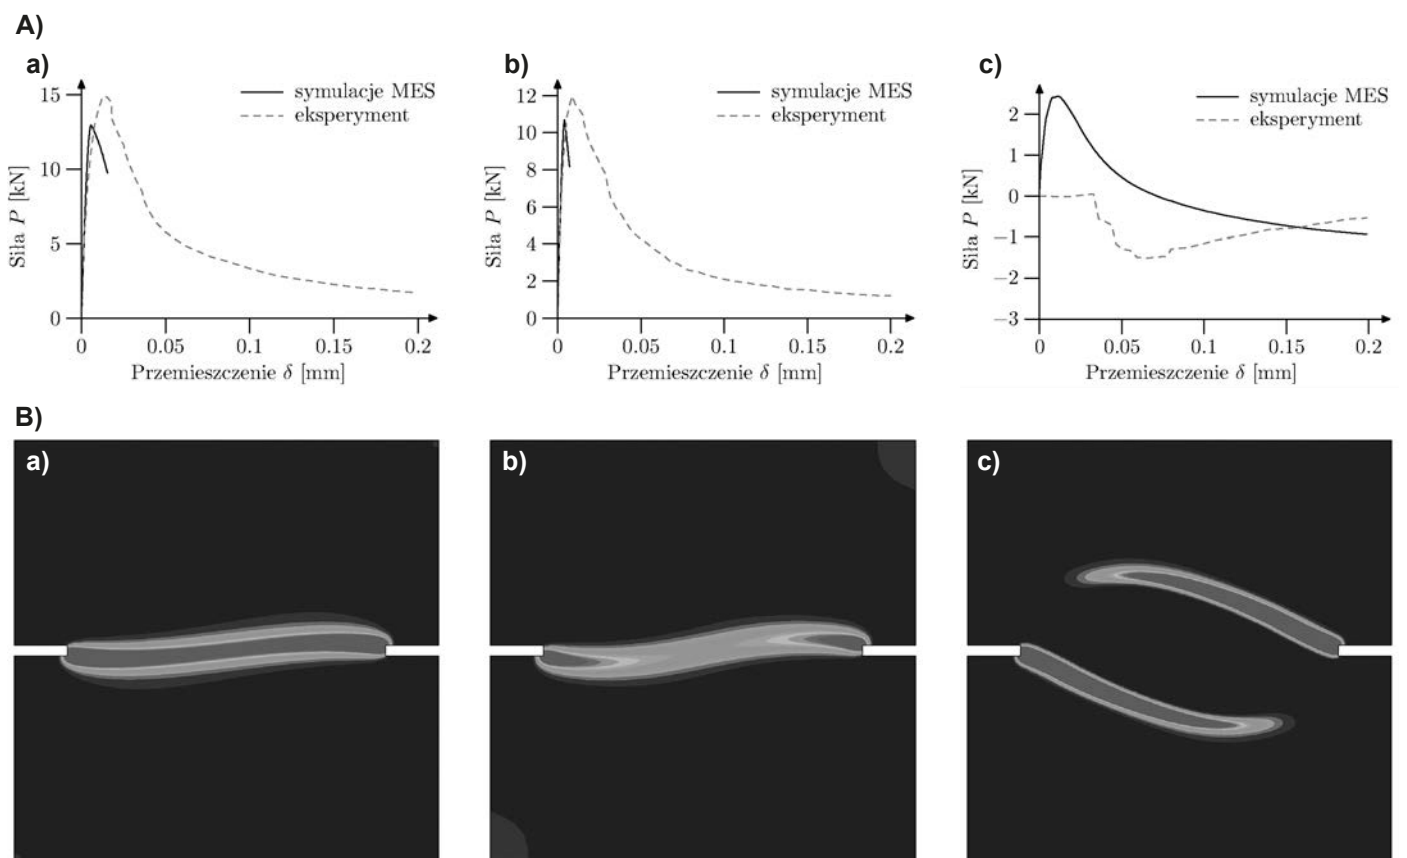 A)
a)
15
10
5
0
0
0.05
0.1
0.15
0.2
Siła P [kN]
Przemieszczenie δ [mm]
symulacje MES
eksperyment
b)
12
10
8
6
4
2
0
0
0.05
0.1
0.15
0.2
Siła P [kN]
Przemieszczenie δ [mm]
symulacje MES
eksperyment
c)
2
1
0
−1
−2
−3
0
0.05
0.1
0.15
0.2
Siła P [kN]
Przemieszczenie δ [mm]
symulacje MES
eksperyment
B)
a)
b)
c)